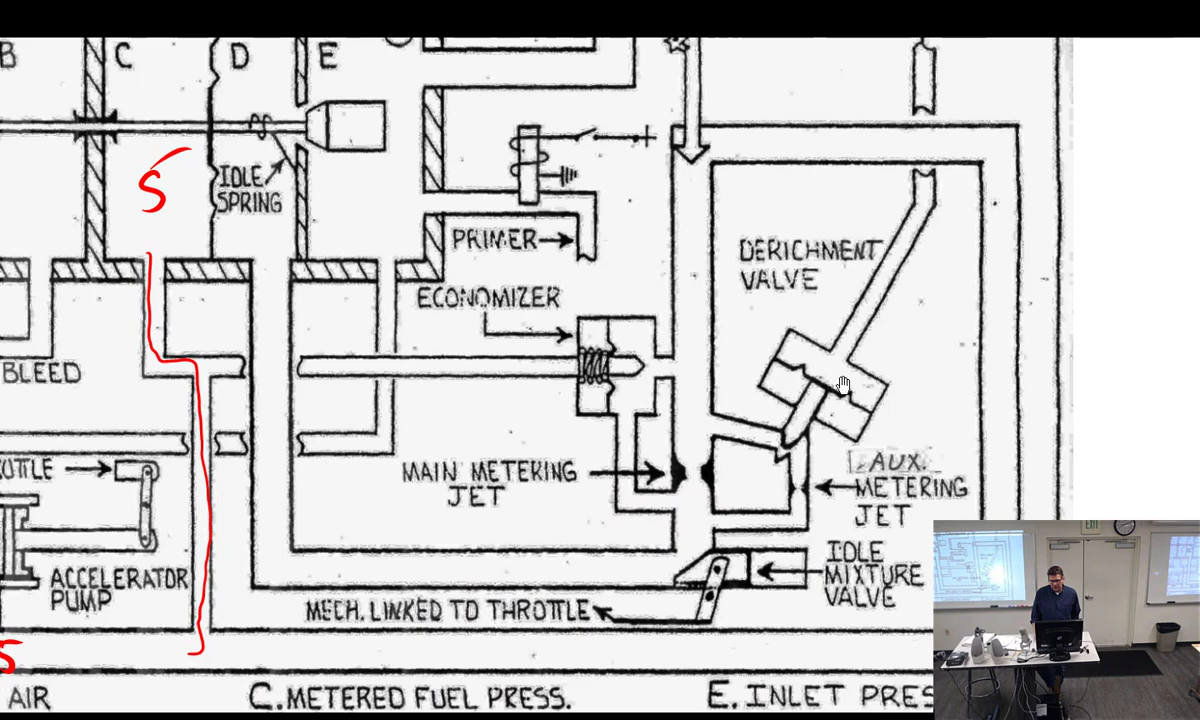 B C D E
S
IDLE
SPRING
PRIMER
DERICHMENT
VALVE
ECONOMIZER
BLEED
MAIN METERING
JET
AUX.
METERING
JET
ACCELERATOR
PUMP
IDLE
MIXTURE
VALVE
MECH. LINKED TO THROTTLE
S
AIR
C. METERED FUEL PRESS.
E. INLET PRES
EXIT